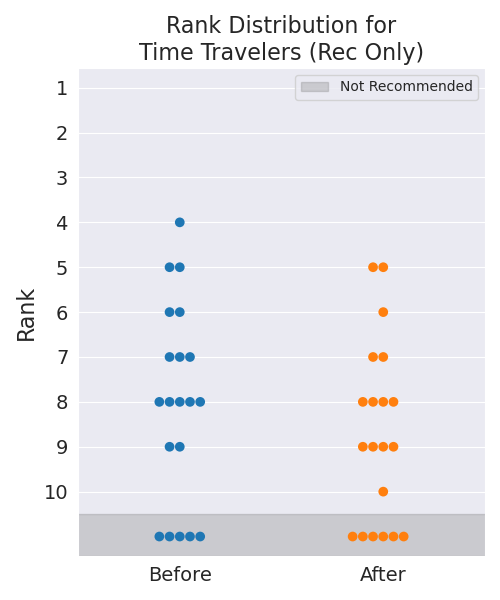 Rank Distribution for
Time Travelers (Rec Only)
Not Recommended
Rank
1
2
3
4
5
6
7
8
9
10
Before
After